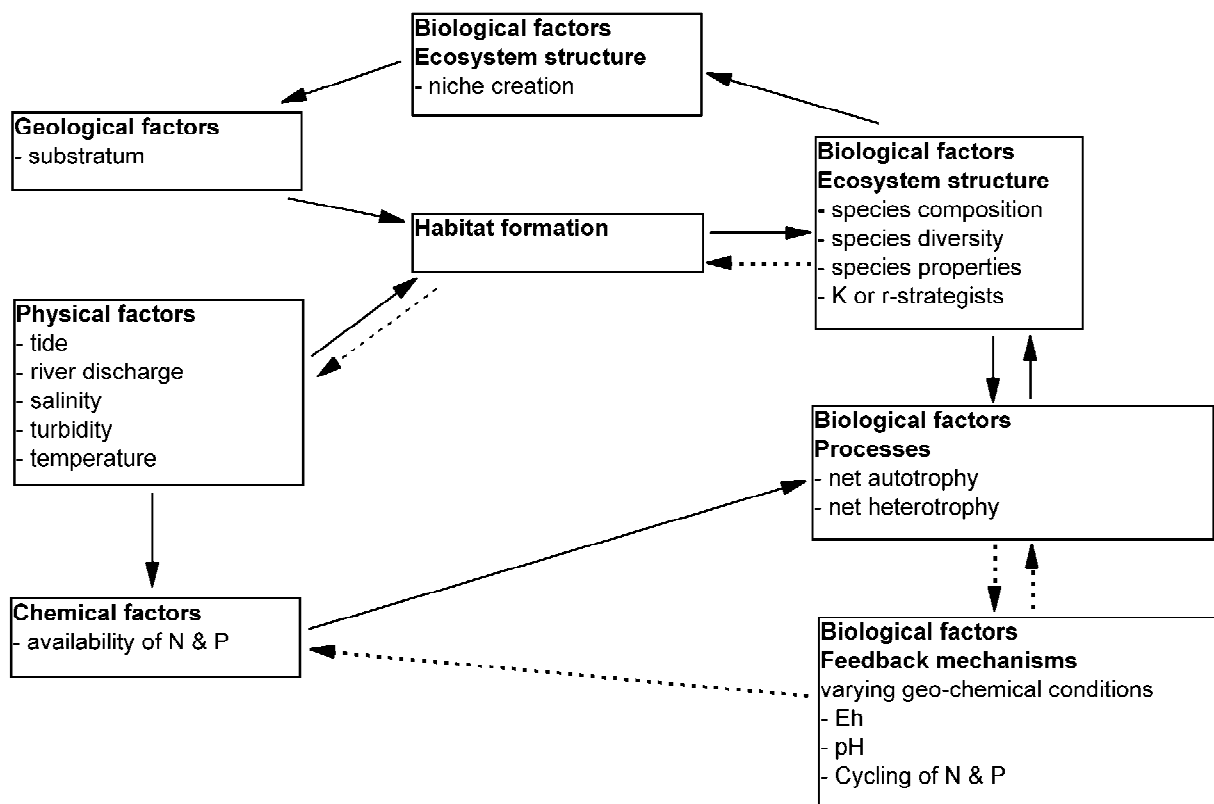 Biological factors
Ecosystem structure
- niche creation
Geological factors
- substratum
Biological factors
Ecosystem structure
- species composition
- species diversity
- species properties
- K or r-strategists
Habitat formation
Physical factors
- tide
- river discharge
- salinity
- turbidity
- temperature
Biological factors
Processes
- net autotrophy
- net heterotrophy
Chemical factors
- availability of N & P
Biological factors
Feedback mechanisms
varying geo-chemical conditions
- Eh
- pH
- Cycling of N & P